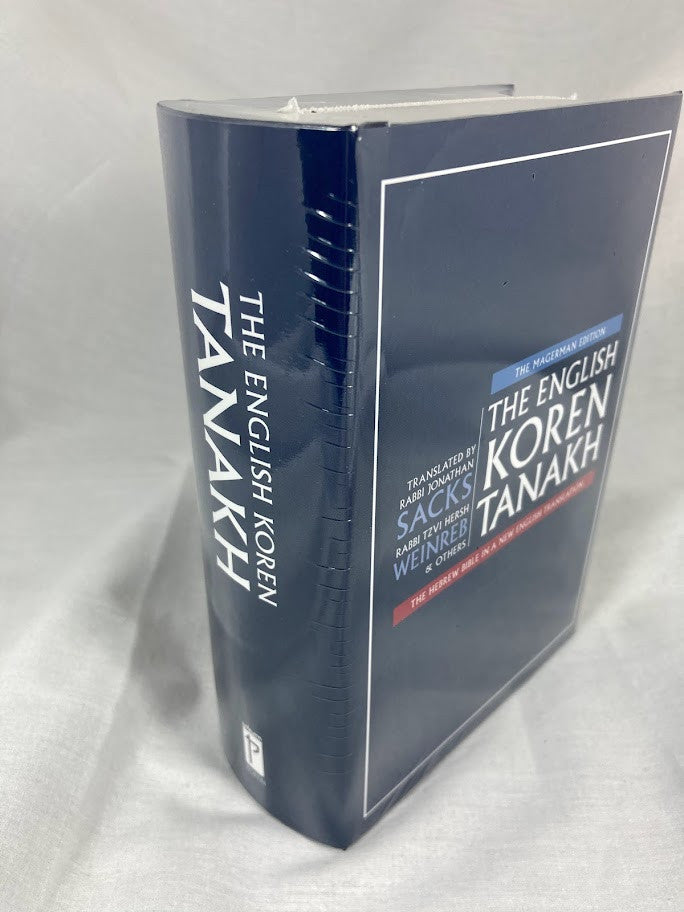 THE ENGLISH KOREN
TANAKH
THE MAGERMAN EDITION
THE ENGLISH
KOREN
TANAKH
TRANSLATED BY
RABBI JONATHAN
SACKS
RABBI TZVI HERSH
WEINREB
& OTHERS
THE HEBREW BIBLE IN A NEW ENGLISH TRANSLATION